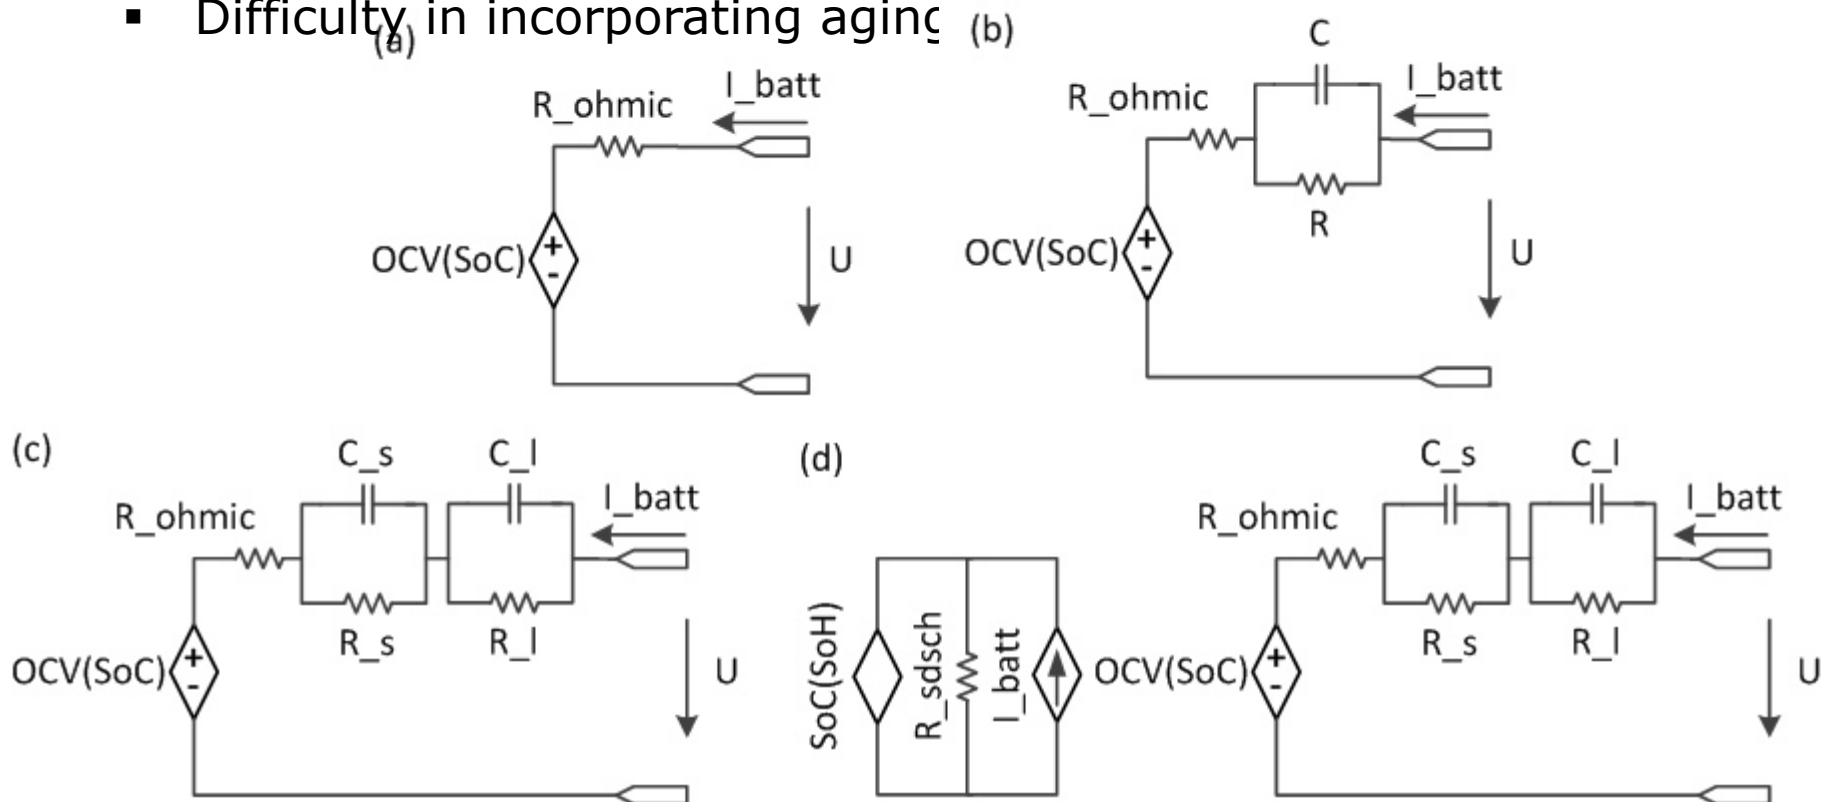 ▪ Difficulty in incorporating aging
(a)
I_batt
R_ohmic
OCV(SoC)
+
-
U
(b)
C
I_batt
R_ohmic
R
OCV(SoC)
+
-
U
(c)
C_s
C_l
I_batt
R_ohmic
R_s
R_l
OCV(SoC)
+
-
U
(d)
C_s
C_l
I_batt
R_ohmic
R_s
R_l
SoC(SoH)
R_sdsch
I_batt
OCV(SoC)
+
-
U